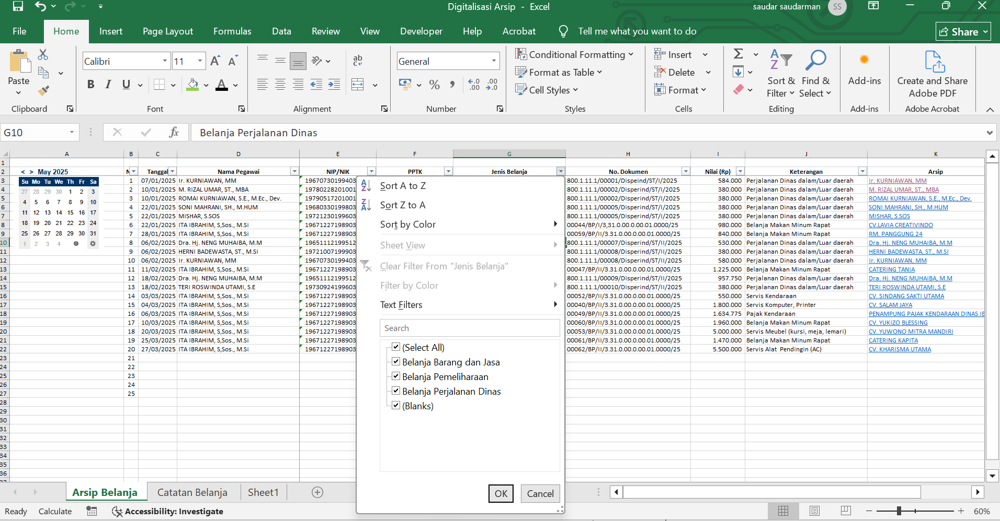 Digitalisasi Arsip - Excel
saudar saudarman
SS
File Home Insert Page Layout Formulas Data Review View Developer Help Acrobat Tell me what you want to do Share
Paste
Clipboard
Calibri 11
B I U A
Font
ab
Alignment
General
% ,
Number
Conditional Formatting
Format as Table
Cell Styles
Styles
Insert
Delete
Format
Cells
Sort & Filter
Find & Select
Editing
Add-ins
Add-ins
Create and Share Adobe PDF
Adobe Acrobat
G10 fx Belanja Perjalanan Dinas
A B C D E F G H I J K
1
2 < > May 2025 N Tanggal Nama Pegawai NIP/NIK PPTK Jenis Belanja No. Dokumen Nilai (Rp) Keterangan Arsip
Su Mo Tu We Th Fr Sa
27 28 29 30 1 2 3
4 5 6 7 8 9 10
11 12 13 14 15 16 17
18 19 20 21 22 23 24
25 26 27 28 29 30 31
1 2 3 4
3 1 07/01/2025 Ir. KURNIAWAN, MM 19670730199403 800.1.11.1/00001/Dispeind/ST/I/2025 584.000 Perjalanan Dinas dalam/Luar daerah Ir. KURNIAWAN, MM
4 2 10/01/2025 M. RIZAL UMAR, ST., MBA 19780228201001 800.1.11.1/00002/Disperind/ST/I/2025 380.000 Perjalanan Dinas dalam/Luar daerah M. RIZAL UMAR, ST., MBA
5 3 10/01/2025 ROMAI KURNIAWAN, S.E., M.Ec., Dev. 19790517201001 800.1.11.1/00002/Disperind/ST/I/2025 380.000 Perjalanan Dinas dalam/Luar daerah ROMAI KURNIAWAN, S.E., M.Ec., Dev.
6 4 22/01/2025 SONI MAHRANI, SH., M.HUM 19680330199803 800.1.11.1/00005/Disperind/ST/I/2025 380.000 Perjalanan Dinas dalam/Luar daerah SONI MAHRANI, SH., M.HUM
7 5 22/01/2025 MISHAR, S.SOS 19721230199603 800.1.11.1/00005/Disperind/ST/I/2025 380.000 Perjalanan Dinas dalam/Luar daerah MISHAR, S.SOS
8 6 22/01/2025 ITA IBRAHIM, S,Sos., M.Si 19671227198903 00044/BP/I/3,31.0.00.0.00.01.0000/25 980.000 Belanja Makan Minum Rapat CV.LAVIA CREATIVINDO
9 7 28/01/2025 ITA IBRAHIM, S,Sos., M.Si 19671227198903 00059/BP/II/3.31.0.00.0.00.01.0000/25 840.000 Belanja Makan Minum Rapat RM. PANGGUNG 24
10 8 06/02/2025 Dra. Hj. NENG MUHAIBA, M.M 19651112199512 800.1.11.1/00007/Disperind/ST/II/2025 530.000 Perjalanan Dinas dalam/Luar daerah Dra. Hj. NENG MUHAIBA, M.M
11 9 06/02/2025 HERNI BADEWASTA, ST., M.SI 19721007199903 800.1.11.1/00008/Disperind/ST/II/2025 380.000 Perjalanan Dinas dalam/Luar daerah HERNI BADEWASTA, ST., M.SI
12 10 06/02/2025 Ir. KURNIAWAN, MM 19670730199403 800.1.11.1/00008/Disperind/ST/II/2025 580.000 Perjalanan Dinas dalam/Luar daerah Ir. KURNIAWAN, MM
13 11 11/02/2025 ITA IBRAHIM, S,Sos., M.Si 19671227198903 00047/BP/II/3.31.0.00.0.00.01.0000/25 1.225.000 Belanja Makan Minum Rapat CATERING TANIA
14 12 18/02/2025 Dra. Hj. NENG MUHAIBA, M.M 19651112199512 800.1.11.1/00009/Disperind/ST/II/2025 957.750 Perjalanan Dinas dalam/Luar daerah Dra. Hj. NENG MUHAIBA, M.M
15 13 18/02/2025 TERI ROSWINDA UTAMI, S.E 19730924199603 800.1.11.1/00010/Disperind/ST/II/2025 380.000 Perjalanan Dinas dalam/Luar daerah TERI ROSWINDA UTAMI, S.E
16 14 03/03/2025 ITA IBRAHIM, S,Sos., M.Si 19671227198903 00052/BP/II/3.31.0.00.0.00.01.0000/25 550.000 Servis Kendaraan CV. SINDANG SAKTI UTAMA
17 15 04/03/2025 ITA IBRAHIM, S,Sos., M.Si 19671227198903 00040/BP/II/3.31.0.00.0.00.01.0000/25 1.800.000 Servis Komputer, Printer CV. SALAM JAYA
18 16 06/03/2025 ITA IBRAHIM, S,Sos., M.Si 19671227198903 00049/BP/II/3.31.0.00.0.00.01.0000/25 1.634.775 Pajak Kendaraan PENAMPUNG PAJAK KENDARAAN DINAS IB
19 17 10/03/2025 ITA IBRAHIM, S,Sos., M.Si 19671227198903 00060/BP/II/3.31.0.00.0.00.01.0000/25 1.960.000 Belanja Makan Minum Rapat CV. YUKIZO BLESSING
20 18 20/03/2025 ITA IBRAHIM, S,Sos., M.Si 19671227198903 00053/BP/II/3.31.0.00.0.00.01.0000/25 5.000.000 Servis Meubel (kursi, meja, lemari) CV. YUWONO MITRA MANDIRI
21 19 25/03/2025 ITA IBRAHIM, S,Sos., M.Si 19671227198903 00061/BP/II/3.31.0.00.0.00.01.0000/25 1.470.000 Belanja Makan Minum Rapat CATERING KAPITA
22 20 27/03/2025 ITA IBRAHIM, S,Sos., M.Si 19671227198903 00062/BP/II/3.31.0.00.0.00.01.0000/25 5.500.000 Servis Alat Pendingin (AC) CV. KHARISMA UTAMA
23 21
24 22
25 23
26 24
27 25
28
29
30
31
32
33
34
35
36
Sort A to Z
Sort Z to A
Sort by Color
Sheet View
Clear Filter From "Jenis Belanja"
Filter by Color
Text Filters
Search
(Select All)
Belanja Barang dan Jasa
Belanja Pemeliharaan
Belanja Perjalanan Dinas
(Blanks)
OK Cancel
Arsip Belanja Catatan Belanja Sheet1
Ready Calculate Accessibility: Investigate 60%